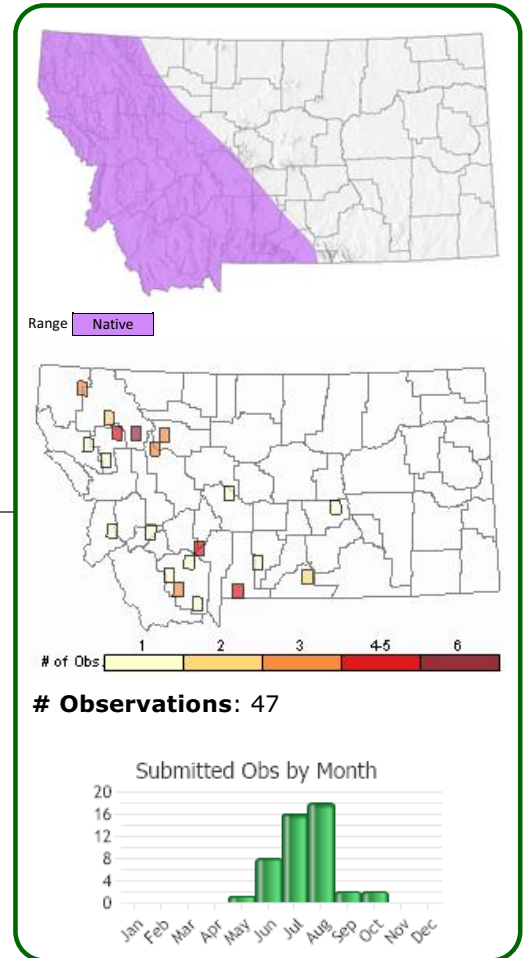 Range Native
1 2 3 4-5 6
# of Obs.
# Observations: 47
Submitted Obs by Month
20
16
12
8
4
0
Jan Feb Mar Apr May Jun Jul Aug Sep Oct Nov Dec